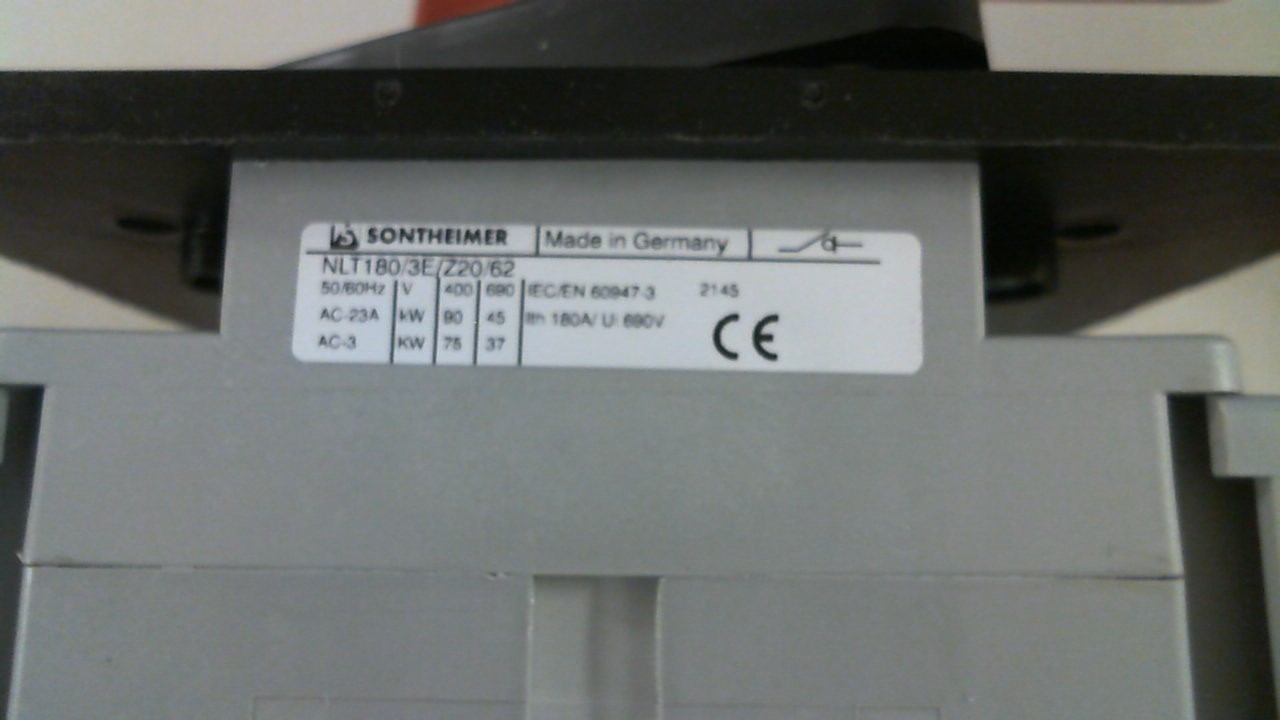 SONTHEIMER Made in Germany
NLT180/3E/Z20/62
50/60Hz V 400 690 IEC/EN 60947-3 2145
AC-23A kW 90 45 Ith 180A/ Ui 690V
AC-3 KW 75 37 CE